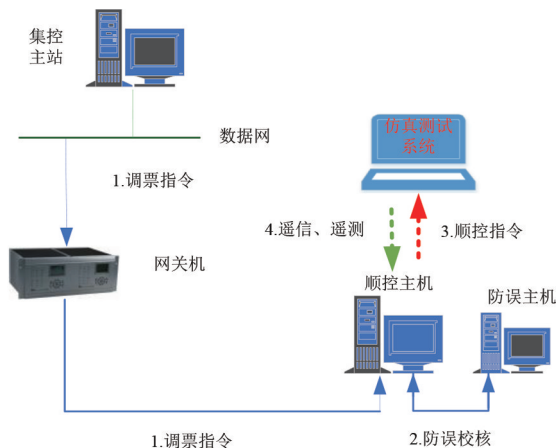 集控
主站
数据网
1.调票指令
仿真测试
系统
网关机
4.遥信、遥测
3.顺控指令
顺控主机
防误主机
1.调票指令
2.防误校核